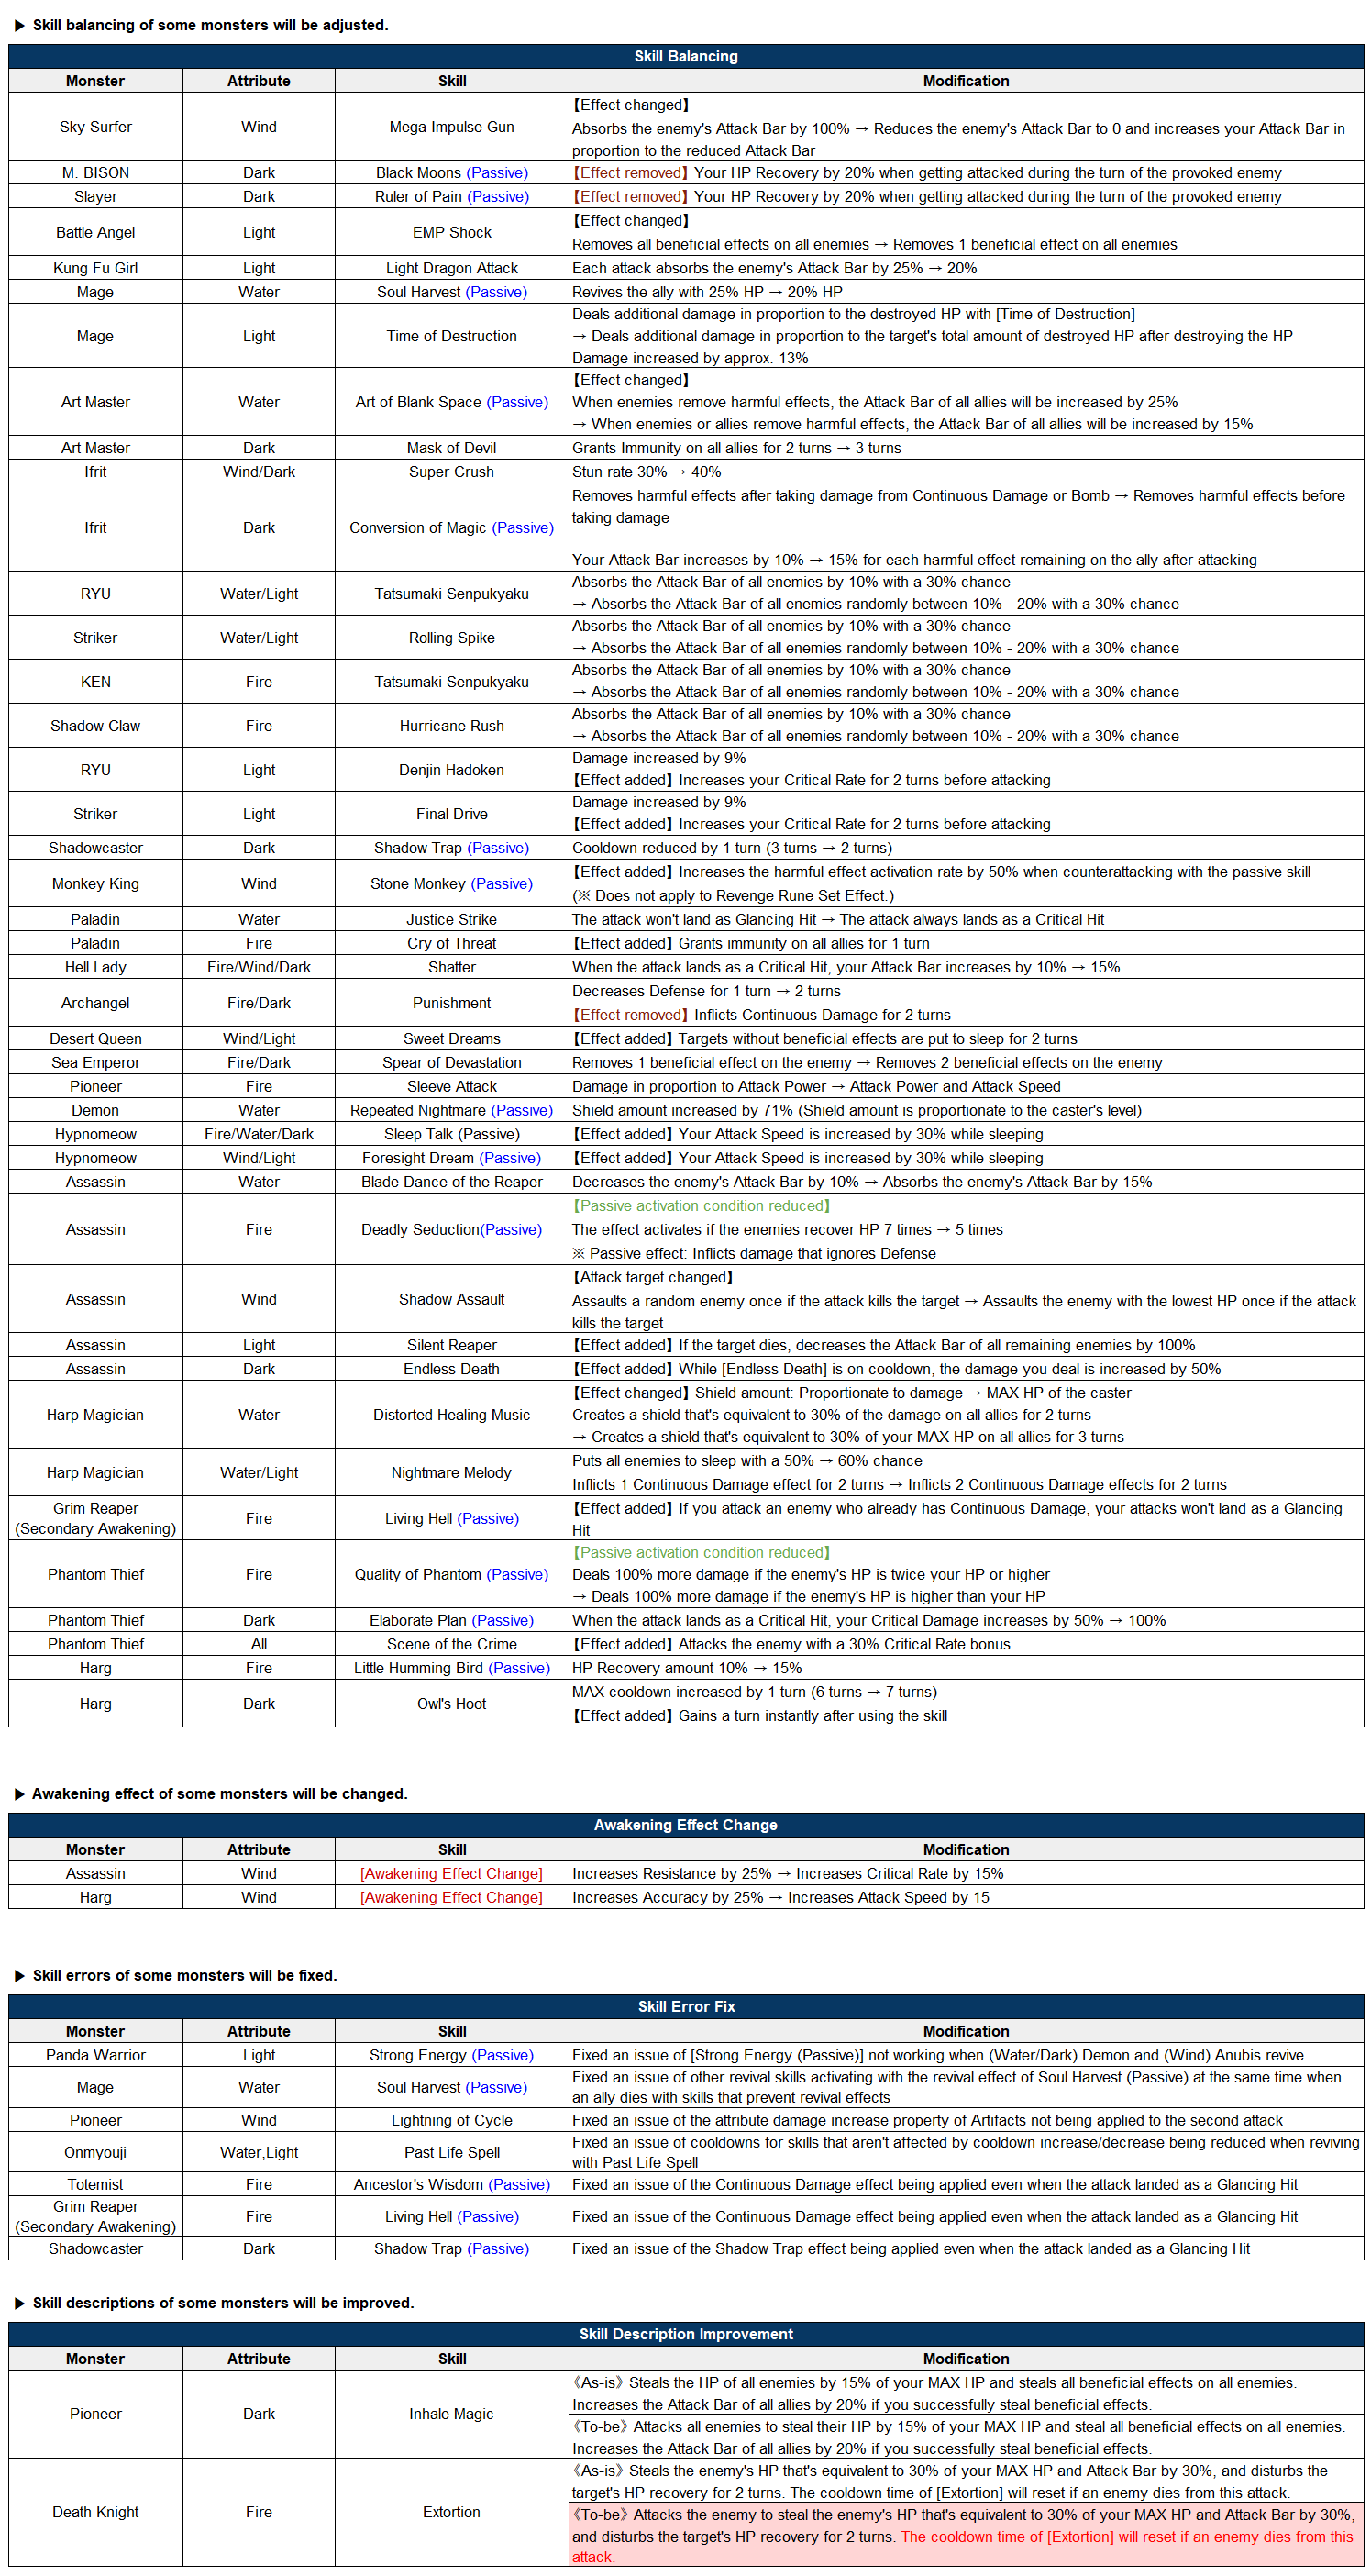 ▶ Skill balancing of some monsters will be adjusted.
Skill Balancing
Monster Attribute Skill Modification
Sky Surfer Wind Mega Impulse Gun 【Effect changed】
Absorbs the enemy's Attack Bar by 100% → Reduces the enemy's Attack Bar to 0 and increases your Attack Bar in
proportion to the reduced Attack Bar
M. BISON Dark Black Moons (Passive) 【Effect removed】 Your HP Recovery by 20% when getting attacked during the turn of the provoked enemy
Slayer Dark Ruler of Pain (Passive) 【Effect removed】 Your HP Recovery by 20% when getting attacked during the turn of the provoked enemy
Battle Angel Light EMP Shock 【Effect changed】
Removes all beneficial effects on all enemies → Removes 1 beneficial effect on all enemies
Kung Fu Girl Light Light Dragon Attack Each attack absorbs the enemy's Attack Bar by 25% → 20%
Mage Water Soul Harvest (Passive) Revives the ally with 25% HP → 20% HP
Mage Light Time of Destruction Deals additional damage in proportion to the destroyed HP with [Time of Destruction]
→ Deals additional damage in proportion to the target's total amount of destroyed HP after destroying the HP
Damage increased by approx. 13%
Art Master Water Art of Blank Space (Passive) 【Effect changed】
When enemies remove harmful effects, the Attack Bar of all allies will be increased by 25%
→ When enemies or allies remove harmful effects, the Attack Bar of all allies will be increased by 15%
Art Master Dark Mask of Devil Grants Immunity on all allies for 2 turns → 3 turns
Ifrit Wind/Dark Super Crush Stun rate 30% → 40%
Ifrit Dark Conversion of Magic (Passive) Removes harmful effects after taking damage from Continuous Damage or Bomb → Removes harmful effects before
taking damage
------------------------------------------------------------------------------------------
Your Attack Bar increases by 10% → 15% for each harmful effect remaining on the ally after attacking
RYU Water/Light Tatsumaki Senpukyaku Absorbs the Attack Bar of all enemies by 10% with a 30% chance
→ Absorbs the Attack Bar of all enemies randomly between 10% - 20% with a 30% chance
Striker Water/Light Rolling Spike Absorbs the Attack Bar of all enemies by 10% with a 30% chance
→ Absorbs the Attack Bar of all enemies randomly between 10% - 20% with a 30% chance
KEN Fire Tatsumaki Senpukyaku Absorbs the Attack Bar of all enemies by 10% with a 30% chance
→ Absorbs the Attack Bar of all enemies randomly between 10% - 20% with a 30% chance
Shadow Claw Fire Hurricane Rush Absorbs the Attack Bar of all enemies by 10% with a 30% chance
→ Absorbs the Attack Bar of all enemies randomly between 10% - 20% with a 30% chance
RYU Light Denjin Hadoken Damage increased by 9%
【Effect added】 Increases your Critical Rate for 2 turns before attacking
Striker Light Final Drive Damage increased by 9%
【Effect added】 Increases your Critical Rate for 2 turns before attacking
Shadowcaster Dark Shadow Trap (Passive) Cooldown reduced by 1 turn (3 turns → 2 turns)
Monkey King Wind Stone Monkey (Passive) 【Effect added】 Increases the harmful effect activation rate by 50% when counterattacking with the passive skill
(※ Does not apply to Revenge Rune Set Effect.)
Paladin Water Justice Strike The attack won't land as Glancing Hit → The attack always lands as a Critical Hit
Paladin Fire Cry of Threat 【Effect added】 Grants immunity on all allies for 1 turn
Hell Lady Fire/Wind/Dark Shatter When the attack lands as a Critical Hit, your Attack Bar increases by 10% → 15%
Archangel Fire/Dark Punishment Decreases Defense for 1 turn → 2 turns
【Effect removed】 Inflicts Continuous Damage for 2 turns
Desert Queen Wind/Light Sweet Dreams 【Effect added】 Targets without beneficial effects are put to sleep for 2 turns
Sea Emperor Fire/Dark Spear of Devastation Removes 1 beneficial effect on the enemy → Removes 2 beneficial effects on the enemy
Pioneer Fire Sleeve Attack Damage in proportion to Attack Power → Attack Power and Attack Speed
Demon Water Repeated Nightmare (Passive) Shield amount increased by 71% (Shield amount is proportionate to the caster's level)
Hypnomeow Fire/Water/Dark Sleep Talk (Passive) 【Effect added】 Your Attack Speed is increased by 30% while sleeping
Hypnomeow Wind/Light Foresight Dream (Passive) 【Effect added】 Your Attack Speed is increased by 30% while sleeping
Assassin Water Blade Dance of the Reaper Decreases the enemy's Attack Bar by 10% → Absorbs the enemy's Attack Bar by 15%
Assassin Fire Deadly Seduction(Passive) 【Passive activation condition reduced】
The effect activates if the enemies recover HP 7 times → 5 times
※ Passive effect: Inflicts damage that ignores Defense
Assassin Wind Shadow Assault 【Attack target changed】
Assaults a random enemy once if the attack kills the target → Assaults the enemy with the lowest HP once if the attack
kills the target
Assassin Light Silent Reaper 【Effect added】 If the target dies, decreases the Attack Bar of all remaining enemies by 100%
Assassin Dark Endless Death 【Effect added】 While [Endless Death] is on cooldown, the damage you deal is increased by 50%
Harp Magician Water Distorted Healing Music 【Effect changed】 Shield amount: Proportionate to damage → MAX HP of the caster
Creates a shield that's equivalent to 30% of the damage on all allies for 2 turns
→ Creates a shield that's equivalent to 30% of your MAX HP on all allies for 3 turns
Harp Magician Water/Light Nightmare Melody Puts all enemies to sleep with a 50% → 60% chance
Inflicts 1 Continuous Damage effect for 2 turns → Inflicts 2 Continuous Damage effects for 2 turns
Grim Reaper
(Secondary Awakening) Fire Living Hell (Passive) 【Effect added】 If you attack an enemy who already has Continuous Damage, your attacks won't land as a Glancing
Hit
Phantom Thief Fire Quality of Phantom (Passive) 【Passive activation condition reduced】
Deals 100% more damage if the enemy's HP is twice your HP or higher
→ Deals 100% more damage if the enemy's HP is higher than your HP
Phantom Thief Dark Elaborate Plan (Passive) When the attack lands as a Critical Hit, your Critical Damage increases by 50% → 100%
Phantom Thief All Scene of the Crime 【Effect added】 Attacks the enemy with a 30% Critical Rate bonus
Harg Fire Little Humming Bird (Passive) HP Recovery amount 10% → 15%
Harg Dark Owl's Hoot MAX cooldown increased by 1 turn (6 turns → 7 turns)
【Effect added】 Gains a turn instantly after using the skill
▶ Awakening effect of some monsters will be changed.
Awakening Effect Change
Monster Attribute Skill Modification
Assassin Wind [Awakening Effect Change] Increases Resistance by 25% → Increases Critical Rate by 15%
Harg Wind [Awakening Effect Change] Increases Accuracy by 25% → Increases Attack Speed by 15
▶ Skill errors of some monsters will be fixed.
Skill Error Fix
Monster Attribute Skill Modification
Panda Warrior Light Strong Energy (Passive) Fixed an issue of [Strong Energy (Passive)] not working when (Water/Dark) Demon and (Wind) Anubis revive
Mage Water Soul Harvest (Passive) Fixed an issue of other revival skills activating with the revival effect of Soul Harvest (Passive) at the same time when
an ally dies with skills that prevent revival effects
Pioneer Wind Lightning of Cycle Fixed an issue of the attribute damage increase property of Artifacts not being applied to the second attack
Onmyouji Water,Light Past Life Spell Fixed an issue of cooldowns for skills that aren't affected by cooldown increase/decrease being reduced when reviving
with Past Life Spell
Totemist Fire Ancestor's Wisdom (Passive) Fixed an issue of the Continuous Damage effect being applied even when the attack landed as a Glancing Hit
Grim Reaper
(Secondary Awakening) Fire Living Hell (Passive) Fixed an issue of the Continuous Damage effect being applied even when the attack landed as a Glancing Hit
Shadowcaster Dark Shadow Trap (Passive) Fixed an issue of the Shadow Trap effect being applied even when the attack landed as a Glancing Hit
▶ Skill descriptions of some monsters will be improved.
Skill Description Improvement
Monster Attribute Skill Modification
Pioneer Dark Inhale Magic 《As-is》 Steals the HP of all enemies by 15% of your MAX HP and steals all beneficial effects on all enemies.
Increases the Attack Bar of all allies by 20% if you successfully steal beneficial effects.
《To-be》 Attacks all enemies to steal their HP by 15% of your MAX HP and steal all beneficial effects on all enemies.
Increases the Attack Bar of all allies by 20% if you successfully steal beneficial effects.
Death Knight Fire Extortion 《As-is》 Steals the enemy's HP that's equivalent to 30% of your MAX HP and Attack Bar by 30%, and disturbs the
target's HP recovery for 2 turns. The cooldown time of [Extortion] will reset if an enemy dies from this attack.
《To-be》 Attacks the enemy to steal the enemy's HP that's equivalent to 30% of your MAX HP and Attack Bar by 30%,
and disturbs the target's HP recovery for 2 turns. The cooldown time of [Extortion] will reset if an enemy dies from this
attack.